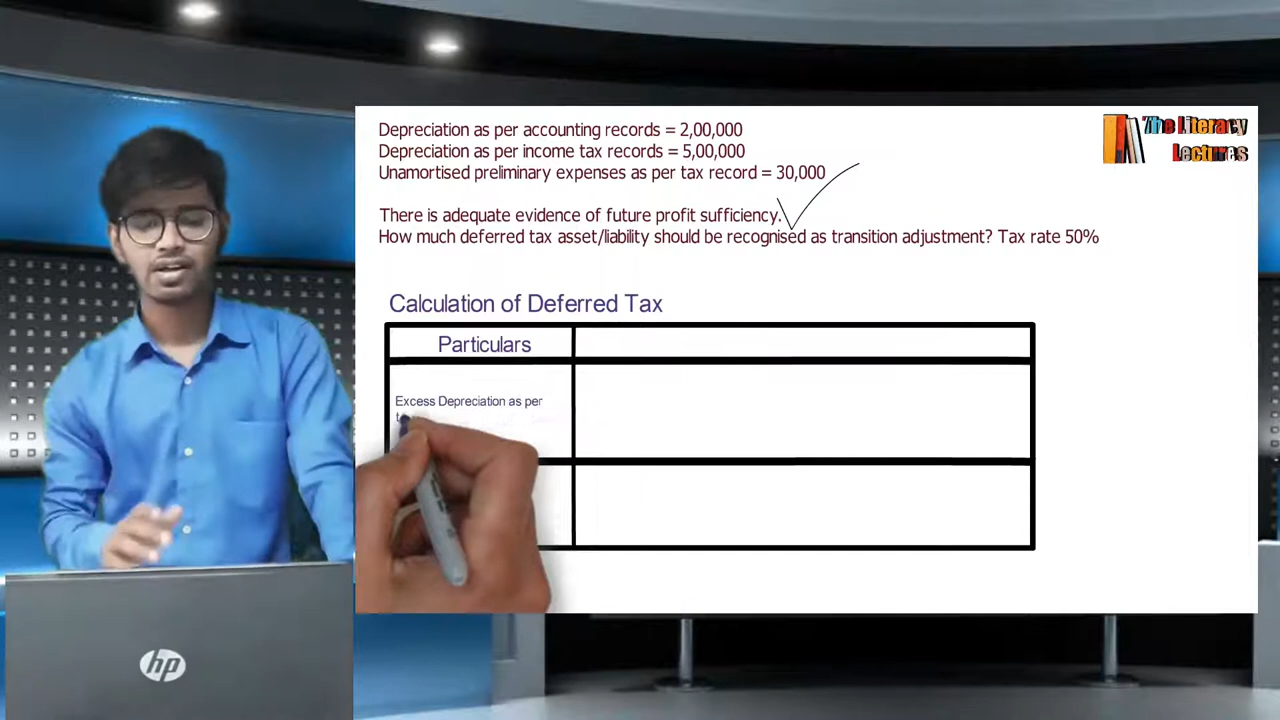 Depreciation as per accounting records = 2,00,000
The Literacy
Lectures
Depreciation as per income tax records = 5,00,000
Unamortised preliminary expenses as per tax record = 30,000
There is adequate evidence of future profit sufficiency.
How much deferred tax asset/liability should be recognised as transition adjustment? Tax rate 50%
Calculation of Deferred Tax
Particulars
Excess Depreciation as per
hp